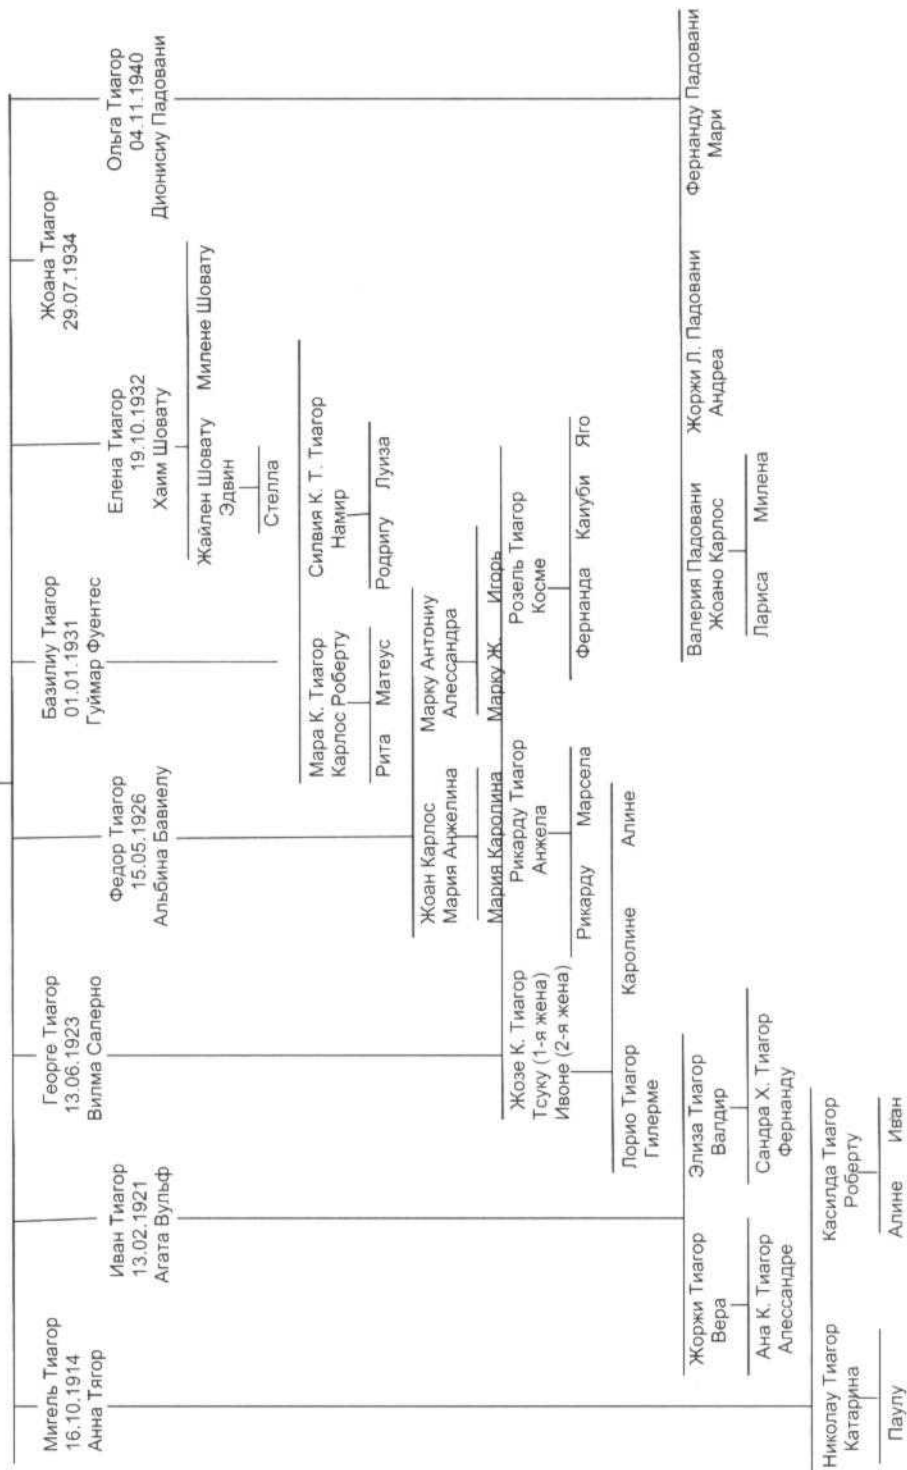 Мигель Тиагор
16.10.1914
Анна Тягор
Иван Тиагор
13.02.1921
Агата Вульф
Георге Тиагор
13.06.1923
Вилма Салерно
Федор Тиагор
15.05.1926
Альбина Бавиелу
Базилиу Тиагор
01.01.1931
Гуймар Фуентес
Елена Тиагор
19.10.1932
Хаим Шовату
Жоана Тиагор
29.07.1934
Ольга Тиагор
04.11.1940
Дионисиу Падовани
Жайлен Шовату
Эдвин
Милене Шовату
Стелла
Мара К. Тиагор
Карлос Роберту
Силвия К. Т. Тиагор
Намир
Рита
Матеус
Родригу
Луиза
Жоан Карлос
Мария Анжелина
Марку Антониу
Алессандра
Мария Каролина
Марку Ж.
Игорь
Жозе К. Тиагор
Тсуку (1-я жена)
Ивоне (2-я жена)
Рикарду Тиагор
Анжела
Розель Тиагор
Косме
Рикарду
Марсела
Фернанда
Каиуби
Яго
Лорио Тиагор
Гилерме
Каролине
Алине
Жоржи Тиагор
Вера
Элиза Тиагор
Валдир
Валерия Падовани
Жоано Карлос
Жоржи Л. Падовани
Андреа
Фернанду Падовани
Мари
Ана К. Тиагор
Алессандре
Сандра Х. Тиагор
Фернанду
Лариса
Милена
Николау Тиагор
Катарина
Касилда Тиагор
Роберту
Паулу
Алине
Иван